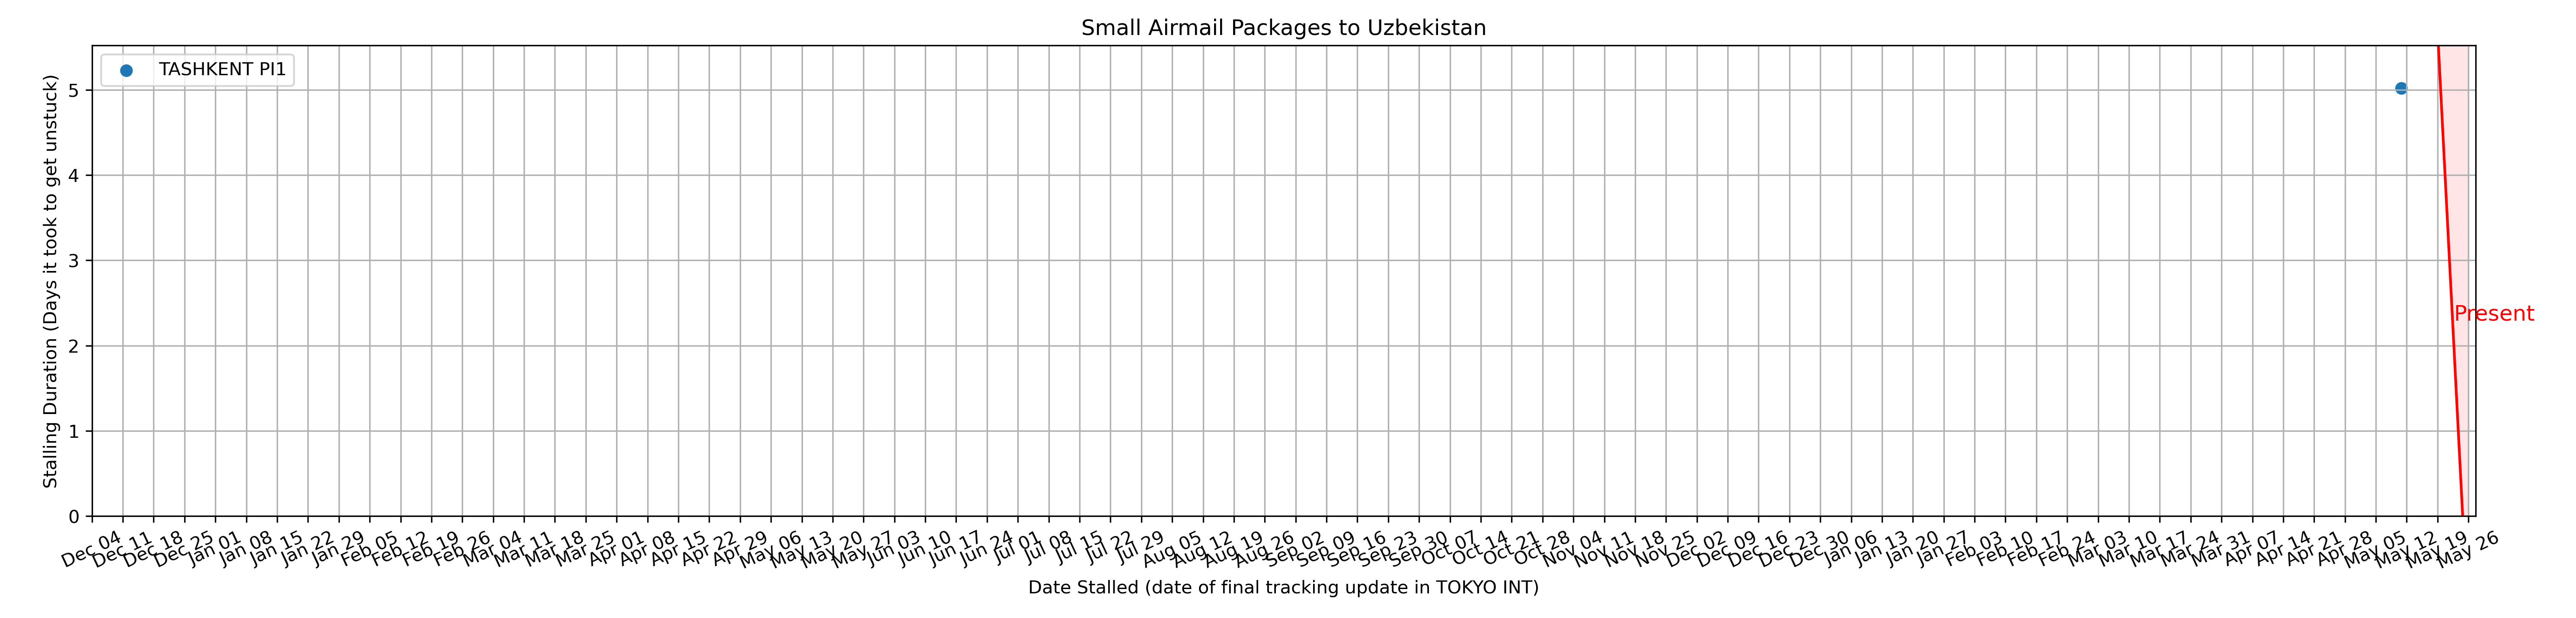 Small Airmail Packages to Uzbekistan
TASHKENT PI1
Stalling Duration (Days it took to get unstuck)
5
4
3
2
1
0
Present
Dec 04 Dec 11 Dec 18 Dec 25 Jan 01 Jan 08 Jan 15 Jan 22 Jan 29 Feb 05 Feb 12 Feb 19 Feb 26 Mar 04 Mar 11 Mar 18 Mar 25 Apr 01 Apr 08 Apr 15 Apr 22 Apr 29 May 06 May 13 May 20 May 27 Jun 03 Jun 10 Jun 17 Jun 24 Jul 01 Jul 08 Jul 15 Jul 22 Jul 29 Aug 05 Aug 12 Aug 19 Aug 26 Sep 02 Sep 09 Sep 16 Sep 23 Sep 30 Oct 07 Oct 14 Oct 21 Oct 28 Nov 04 Nov 11 Nov 18 Nov 25 Dec 02 Dec 09 Dec 16 Dec 23 Dec 30 Jan 06 Jan 13 Jan 20 Jan 27 Feb 03 Feb 10 Feb 17 Feb 24 Mar 03 Mar 10 Mar 17 Mar 24 Mar 31 Apr 07 Apr 14 Apr 21 Apr 28 May 05 May 12 May 19 May 26
Date Stalled (date of final tracking update in TOKYO INT)